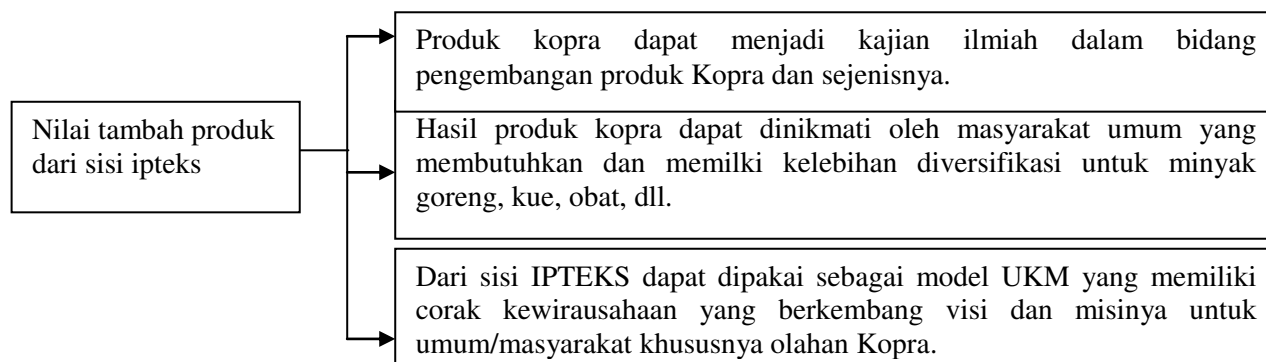 Produk kopra dapat menjadi kajian ilmiah dalam bidang
pengembangan produk Kopra dan sejenisnya.
Nilai tambah produk
dari sisi ipteks
Hasil produk kopra dapat dinikmati oleh masyarakat umum yang
membutuhkan dan memilki kelebihan diversifikasi untuk minyak
goreng, kue, obat, dll.
Dari sisi IPTEKS dapat dipakai sebagai model UKM yang memiliki
corak kewirausahaan yang berkembang visi dan misinya untuk
umum/masyarakat khususnya olahan Kopra.